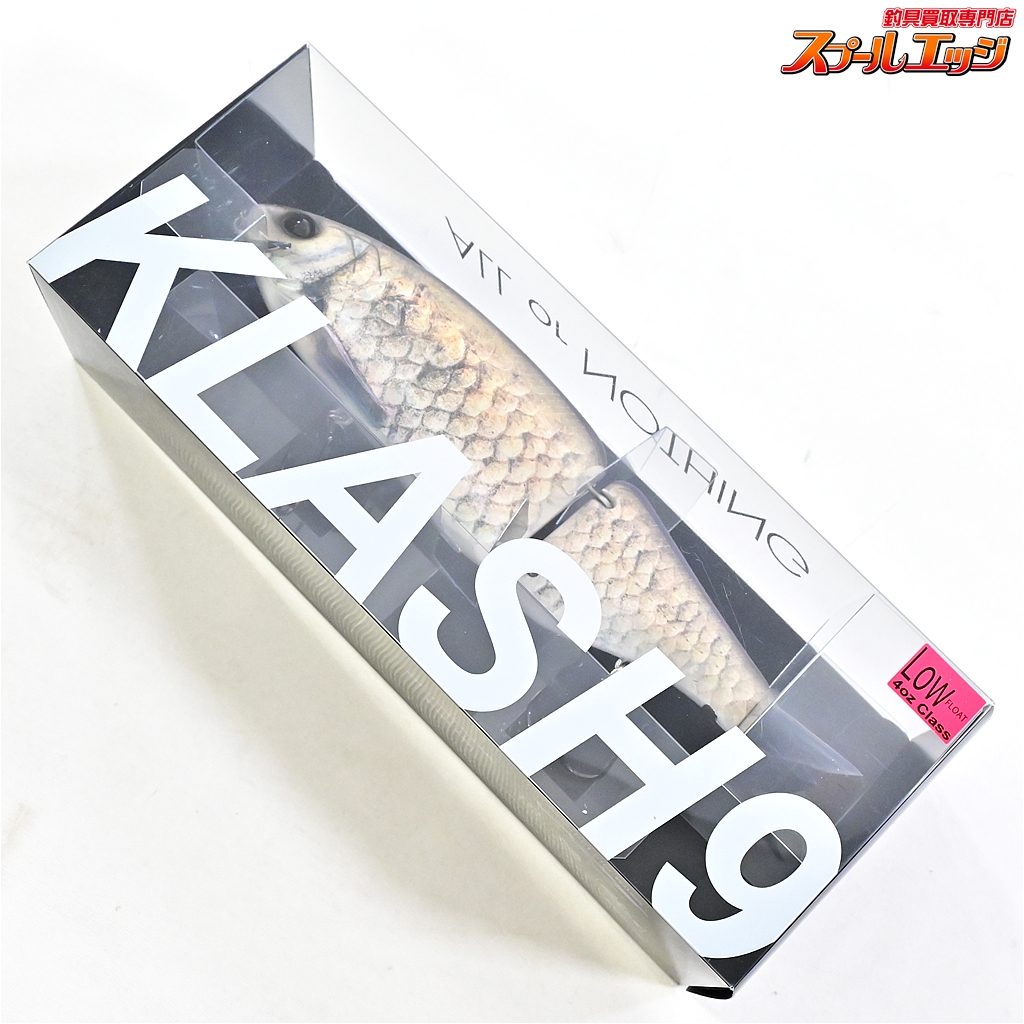 釣具買取専門店
スプールエッジ
ALL or NOTHING
KLASH9
LOW FLOAT
4oz Class